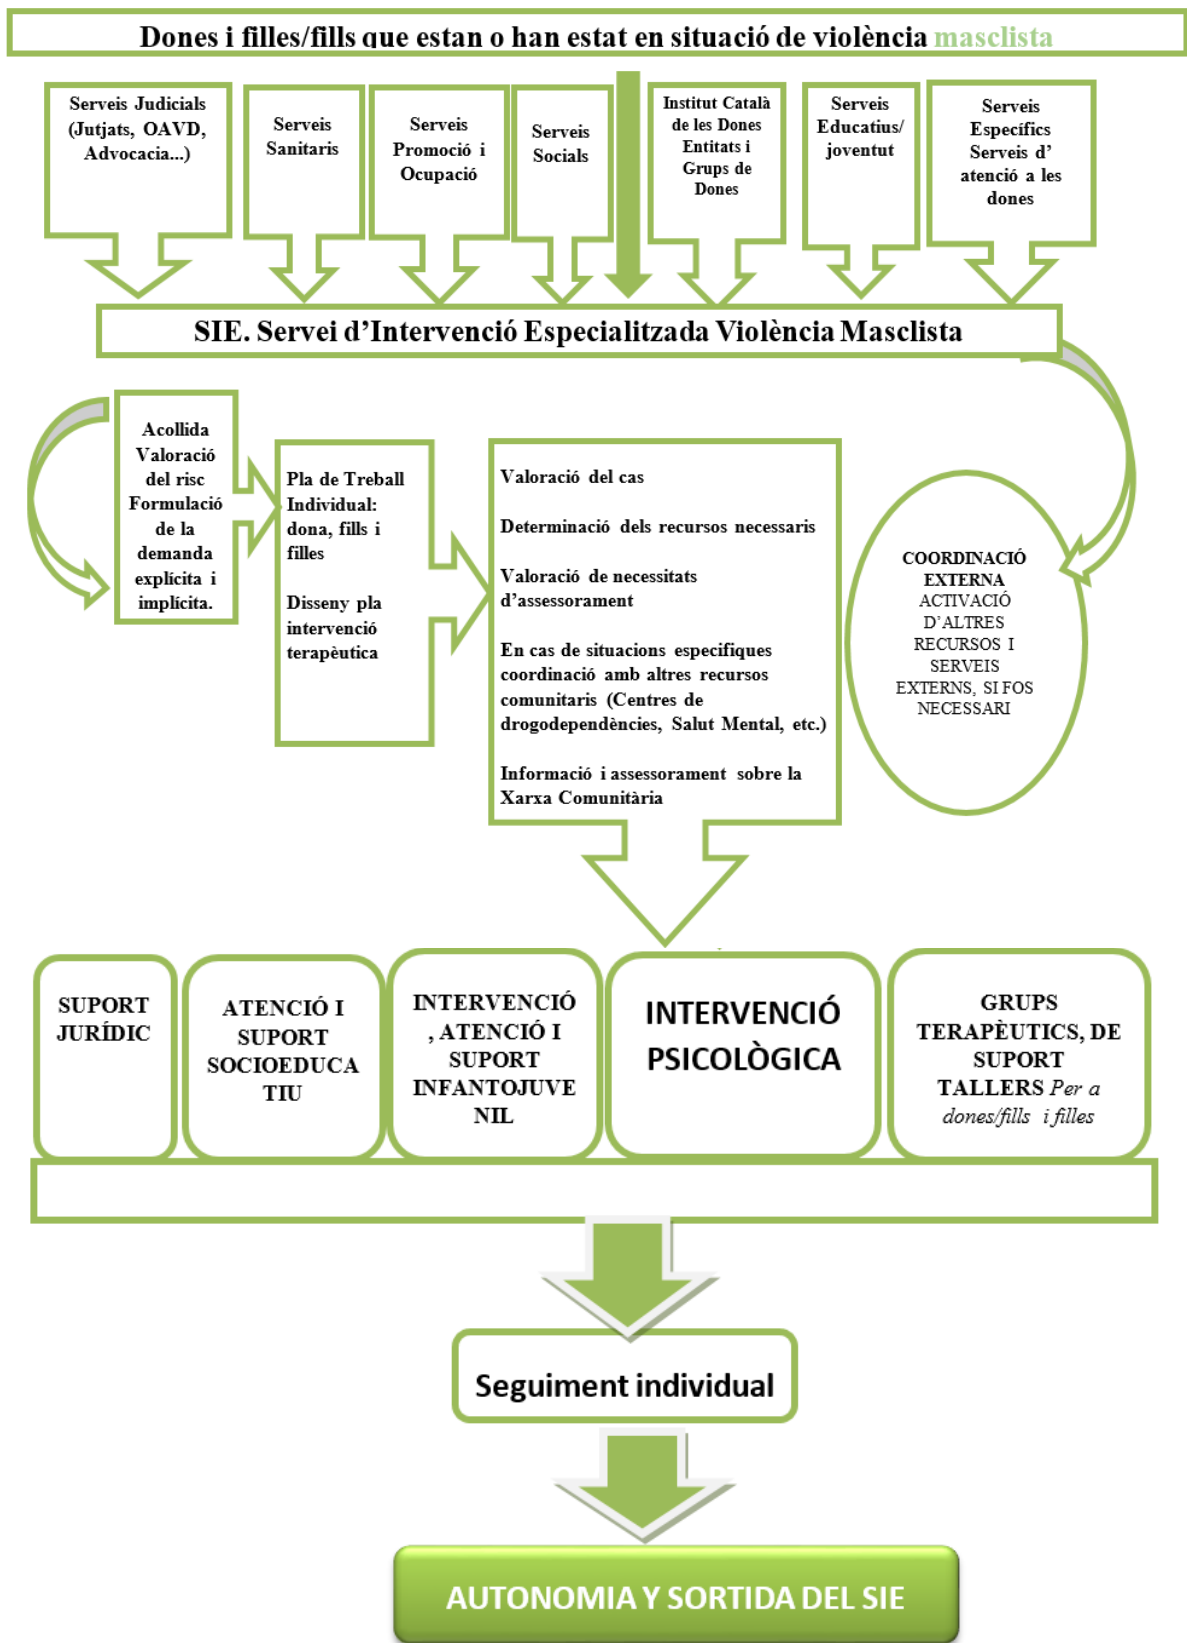 Dones i filles/fills que estan o han estat en situació de violència masclista
Serveis Judicials
(Jutjats, OAVD,
Advocacia...)
Serveis
Sanitaris
Serveis
Promoció i
Ocupació
Serveis
Socials
Institut Català
de les Dones
Entitats i
Grups de
Dones
Serveis
Educatius/
joventut
Serveis
Específics
Serveis d’
atenció a les
dones
SIE. Servei d’Intervenció Especialitzada Violència Masclista
Acollida
Valoració
del risc
Formulació
de la
demanda
explícita i
implícita.
Pla de Treball
Individual:
dona, fills i
filles
Disseny pla
intervenció
terapèutica
Valoració del cas
Determinació dels recursos necessaris
Valoració de necessitats
d’assessorament
En cas de situacions especifiques
coordinació amb altres recursos
comunitaris (Centres de
drogodependències, Salut Mental, etc.)
Informació i assessorament sobre la
Xarxa Comunitària
COORDINACIÓ
EXTERNA
ACTIVACIÓ
D’ALTRES
RECURSOS I
SERVEIS
EXTERNS, SI FOS
NECESSARI
SUPORT
JURÍDIC
ATENCIÓ I
SUPORT
SOCIOEDUCA
TIU
INTERVENCIÓ
, ATENCIÓ I
SUPORT
INFANTOJUVE
NIL
INTERVENCIÓ
PSICOLÒGICA
GRUPS
TERAPÈUTICS, DE
SUPORT
TALLERS Per a
dones/fills i filles
Seguiment individual
AUTONOMIA Y SORTIDA DEL SIE